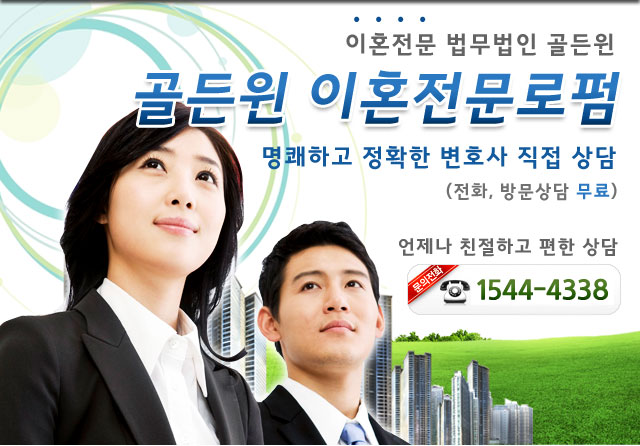 이혼전문 법무법인 골든윈
골든윈 이혼전문로펌
명쾌하고 정확한 변호사 직접 상담
(전화, 방문상담 무료)
언제나 친절하고 편한 상담
문의전화
1544-4338